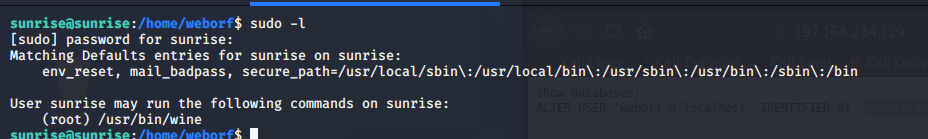 sunrise@sunrise:/home/weborf$ sudo -l
[sudo] password for sunrise:
Matching Defaults entries for sunrise on sunrise:
    env_reset, mail_badpass, secure_path=/usr/local/sbin\:/usr/local/bin\:/usr/sbin\:/usr/bin\:/sbin\:/bin

User sunrise may run the following commands on sunrise:
    (root) /usr/bin/wine
sunrise@sunrise:/home/weborf$
192.168.234.129
show databases;
ALTER USER 'weborf'@'localhost' IDENTIFIED BY '